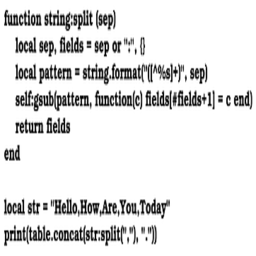 function string:split (sep)
local sep, fields = sep or ":", {}
local pattern = string.format("([^%s]+)", sep)
self:gsub(pattern, function(c) fields[#fields+1] = c end)
return fields
end
local str = "Hello,How,Are,You,Today"
print(table.concat(str:split(","), "."))